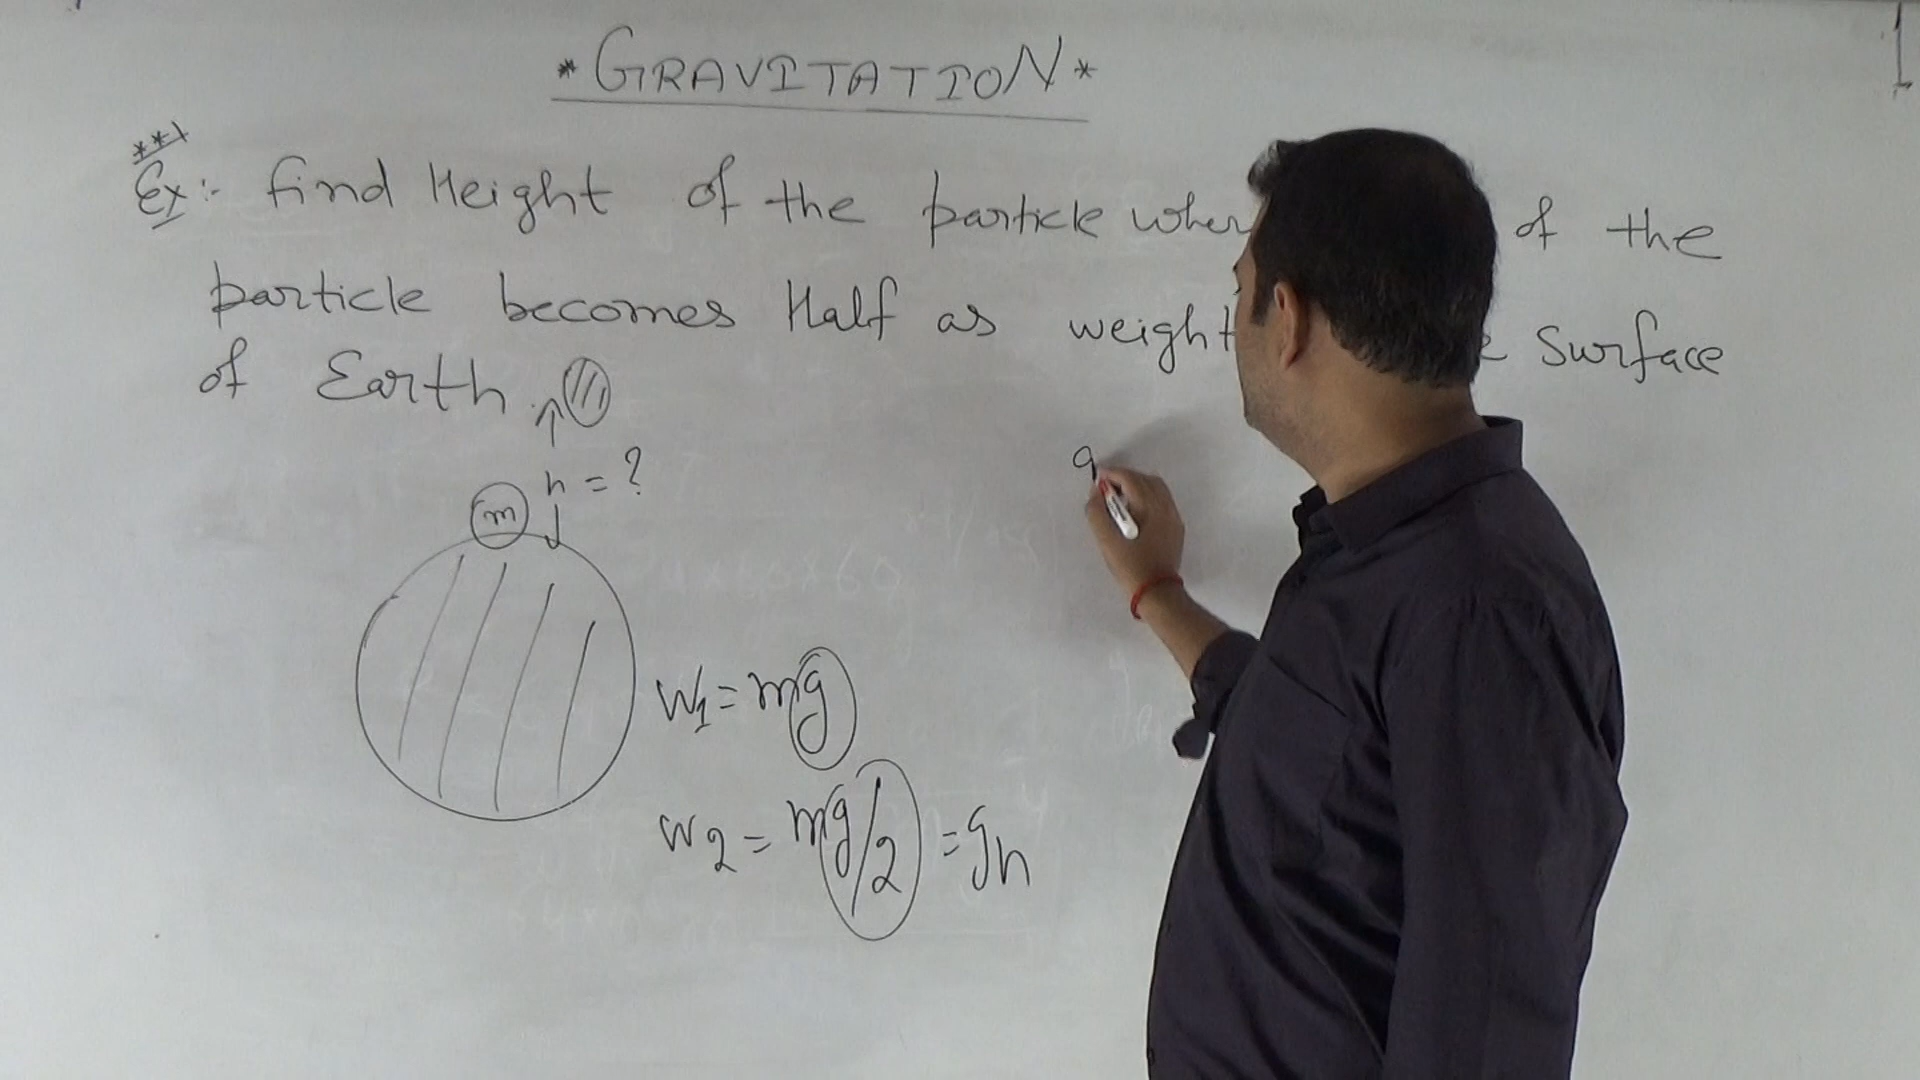 * GRAVITATION *
***
Ex:- find Height of the particle when of the
particle becomes Half as weight surface
of Earth.
h = ?
m
W1 = mg
W2 = mg/2 = gh
g